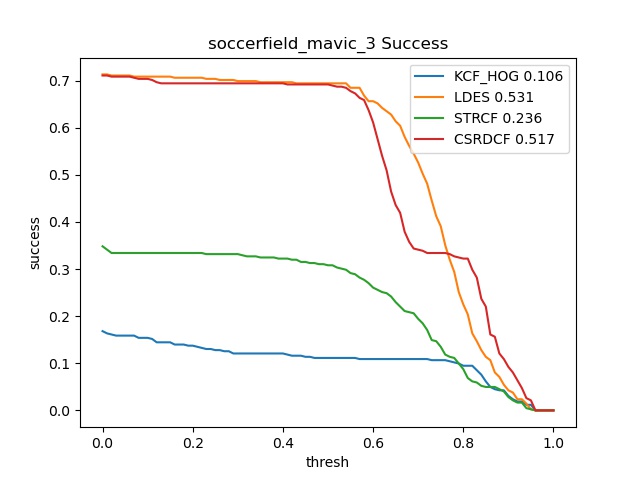 soccerfield_mavic_3 Success
KCF_HOG 0.106
LDES 0.531
STRCF 0.236
CSRDCF 0.517
success
0.7
0.6
0.5
0.4
0.3
0.2
0.1
0.0
0.0 0.2 0.4 0.6 0.8 1.0
thresh